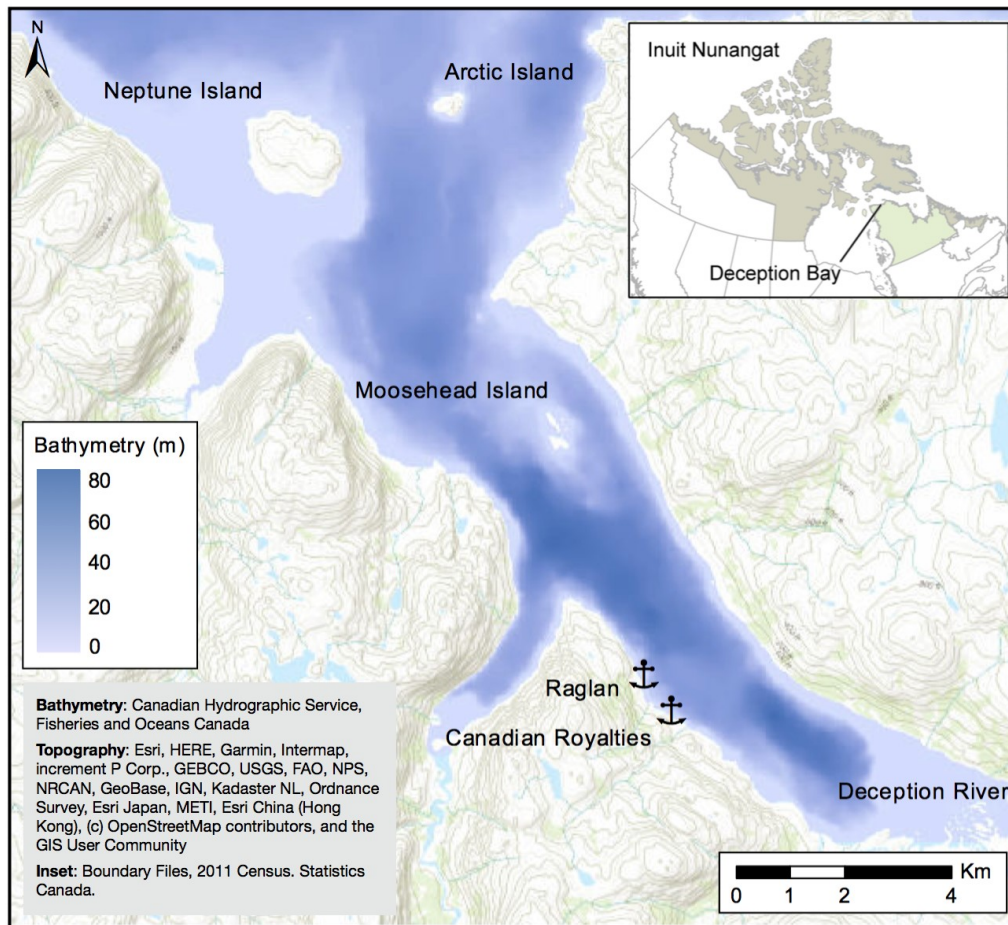 N
Neptune Island
Arctic Island
Inuit Nunangat
Deception Bay
Moosehead Island
Bathymetry (m)
80
60
40
20
0
Raglan
Canadian Royalties
Deception River
Bathymetry: Canadian Hydrographic Service,
Fisheries and Oceans Canada
Topography: Esri, HERE, Garmin, Intermap,
increment P Corp., GEBCO, USGS, FAO, NPS,
NRCAN, GeoBase, IGN, Kadaster NL, Ordnance
Survey, Esri Japan, METI, Esri China (Hong
Kong), (c) OpenStreetMap contributors, and the
GIS User Community
Inset: Boundary Files, 2011 Census. Statistics
Canada.
Km
0 1 2 4